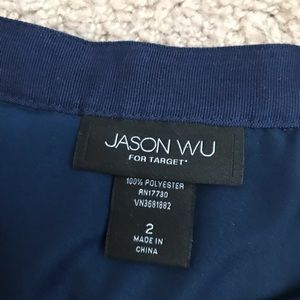 JASON WU
FOR TARGET*
100% POLYESTER
RN17730
VN3681882
2
MADE IN
CHINA